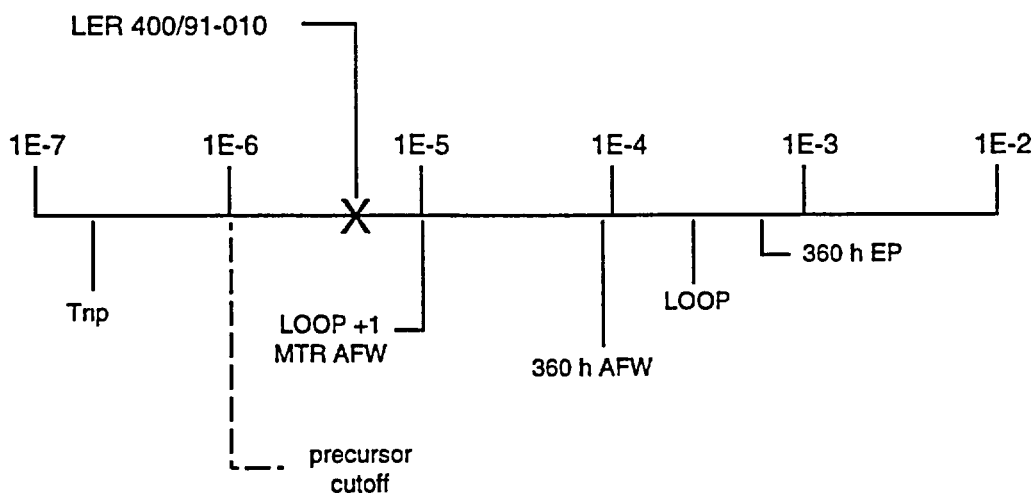 LER 400/91-010
1E-7 1E-6 1E-5 1E-4 1E-3 1E-2
360 h EP
Trip
LOOP
LOOP +1
MTR AFW
360 h AFW
precursor
cutoff